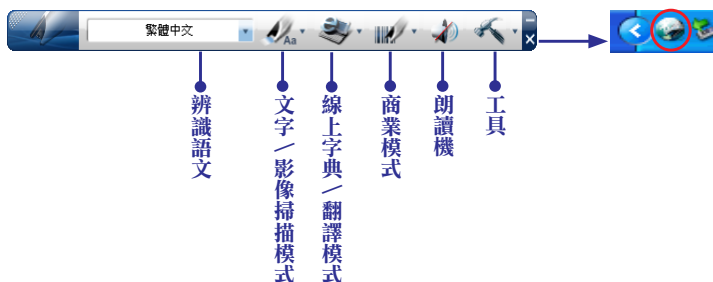 繁體中文
Aa
辨識語文
文字／影像掃描模式
線上字典／翻譯模式
商業模式
朗讀機
工具